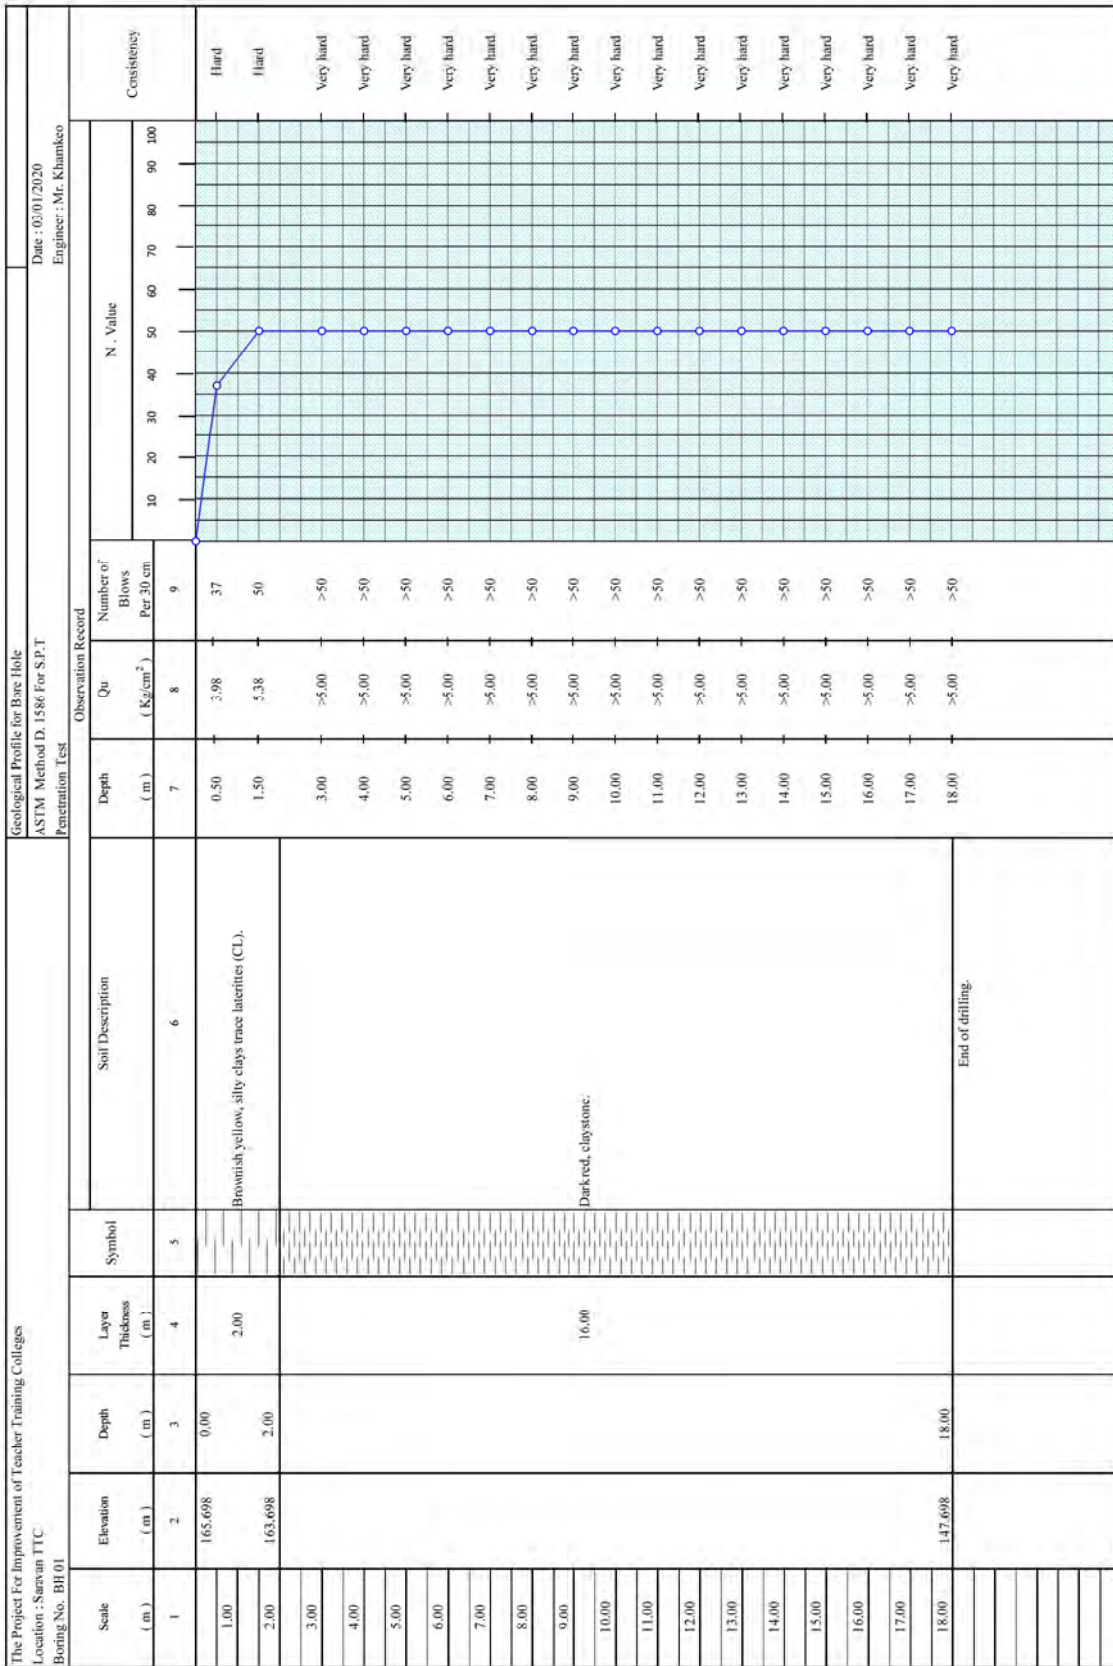 The Project For Improvement of Teacher Training Colleges
Location : Saravan TTC
Boring No. BH 01
Geological Profile for Bore Hole
ASTM Method D. 1586 For S.P.T
Penetration Test
Date : 03/01/2020
Engineer : Mr. Khamkeo
Observation Record
Scale
( m )
Elevation
( m )
Depth
( m )
Layer
Thickness
( m )
Symbol
Soil Description
Depth
( m )
Qu
( Kg/cm2 )
Number of
Blows
Per 30 cm
N . Value
10 20 30 40 50 60 70 80 90 100
Consistency
1 2 3 4 5 6 7 8 9
165.698 0.00
0.50 3.98 37 Hard
1.00 2.00 Brownish yellow, silty clays trace laterittes (CL).
1.50 5.38 50 Hard
2.00 163.698 2.00
3.00 3.00 >5.00 >50 Very hard
4.00 4.00 >5.00 >50 Very hard
5.00 5.00 >5.00 >50 Very hard
6.00 6.00 >5.00 >50 Very hard
7.00 7.00 >5.00 >50 Very hard
8.00 8.00 >5.00 >50 Very hard
9.00 9.00 >5.00 >50 Very hard
16.00 Dark red, claystone.
10.00 10.00 >5.00 >50 Very hard
11.00 11.00 >5.00 >50 Very hard
12.00 12.00 >5.00 >50 Very hard
13.00 13.00 >5.00 >50 Very hard
14.00 14.00 >5.00 >50 Very hard
15.00 15.00 >5.00 >50 Very hard
16.00 16.00 >5.00 >50 Very hard
17.00 17.00 >5.00 >50 Very hard
18.00 147.698 18.00 18.00 >5.00 >50 Very hard
End of drilling.